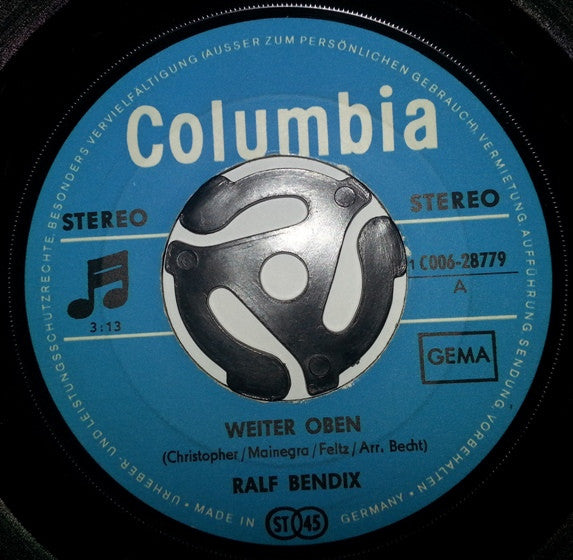 URHEBER- UND LEISTUNGSSCHUTZRECHTE, BESONDERS VERVIELFÄLTIGUNG (AUSSER ZUM PERSÖNLICHEN GEBRAUCH), VERMIETUNG AUFFÜHRUNG, SENDUNG VORBEHALTEN
Columbia
STEREO
STEREO
1 C006-28779
A
3:13
GEMA
WEITER OBEN
(Christopher/Mainegra/Feltz/Arr. Becht)
RALF BENDIX
• MADE IN ST 45 GERMANY •